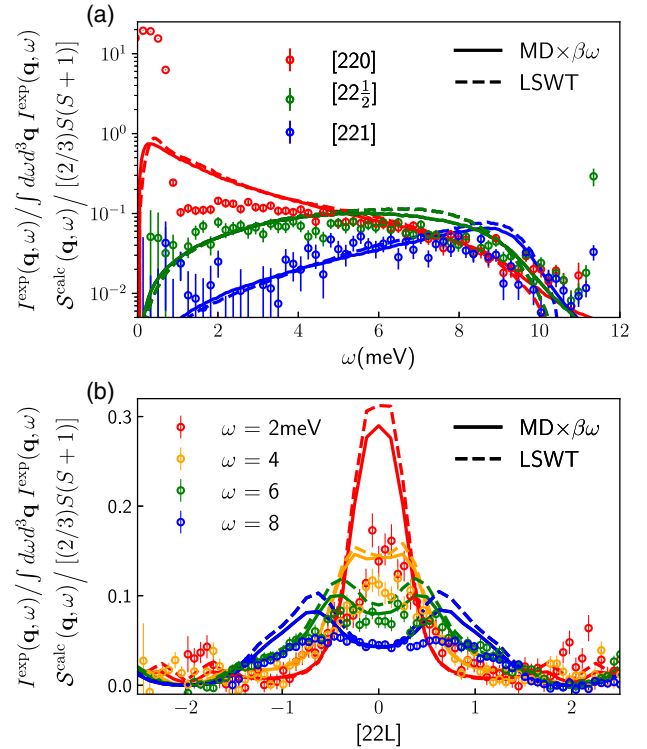 (a)
I^exp(q, ω)/ ∫ dωd³q I^exp(q, ω)
S^calc(q, ω)/ [(2/3)S(S + 1)]
10¹
10⁰
10⁻¹
10⁻²
[220]
[22½]
[221]
MD×βω
LSWT
0 2 4 6 8 10 12
ω(meV)
(b)
I^exp(q, ω)/ ∫ dωd³q I^exp(q, ω)
S^calc(q, ω)/ [(2/3)S(S + 1)]
0.3
0.2
0.1
0.0
ω = 2meV
ω = 4
ω = 6
ω = 8
MD×βω
LSWT
−2 −1 0 1 2
[22L]